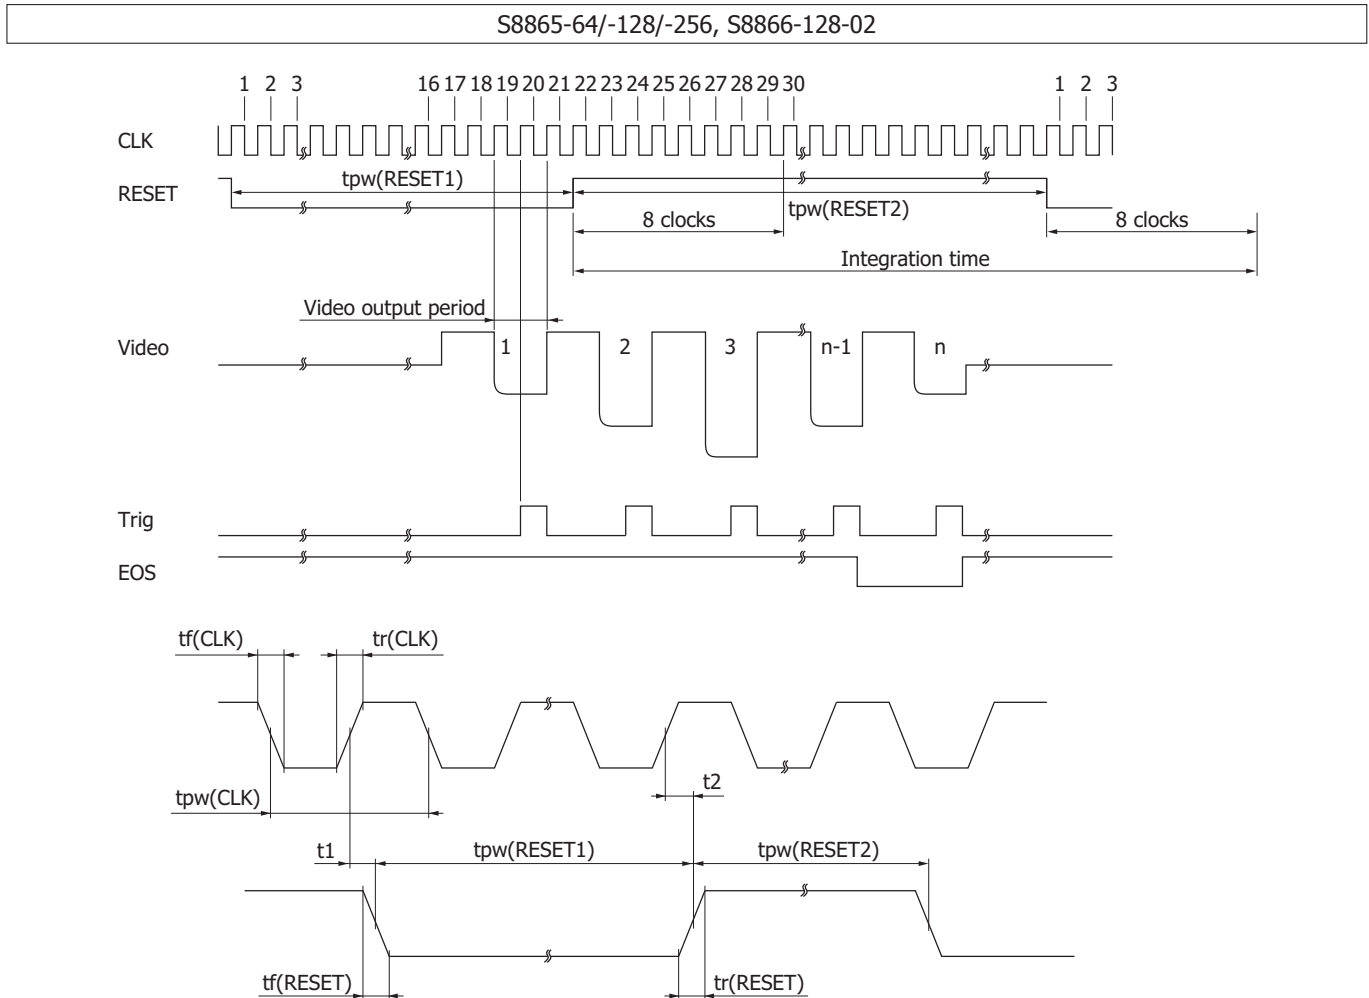 S8865-64/-128/-256, S8866-128-02
1 2 3 16 17 18 19 20 21 22 23 24 25 26 27 28 29 30 1 2 3
CLK
RESET
tpw(RESET1)
tpw(RESET2)
8 clocks
8 clocks
Integration time
Video output period
Video
1 2 3 n-1 n
Trig
EOS
tf(CLK)
tr(CLK)
t2
tpw(CLK)
t1
tpw(RESET1)
tpw(RESET2)
tf(RESET)
tr(RESET)